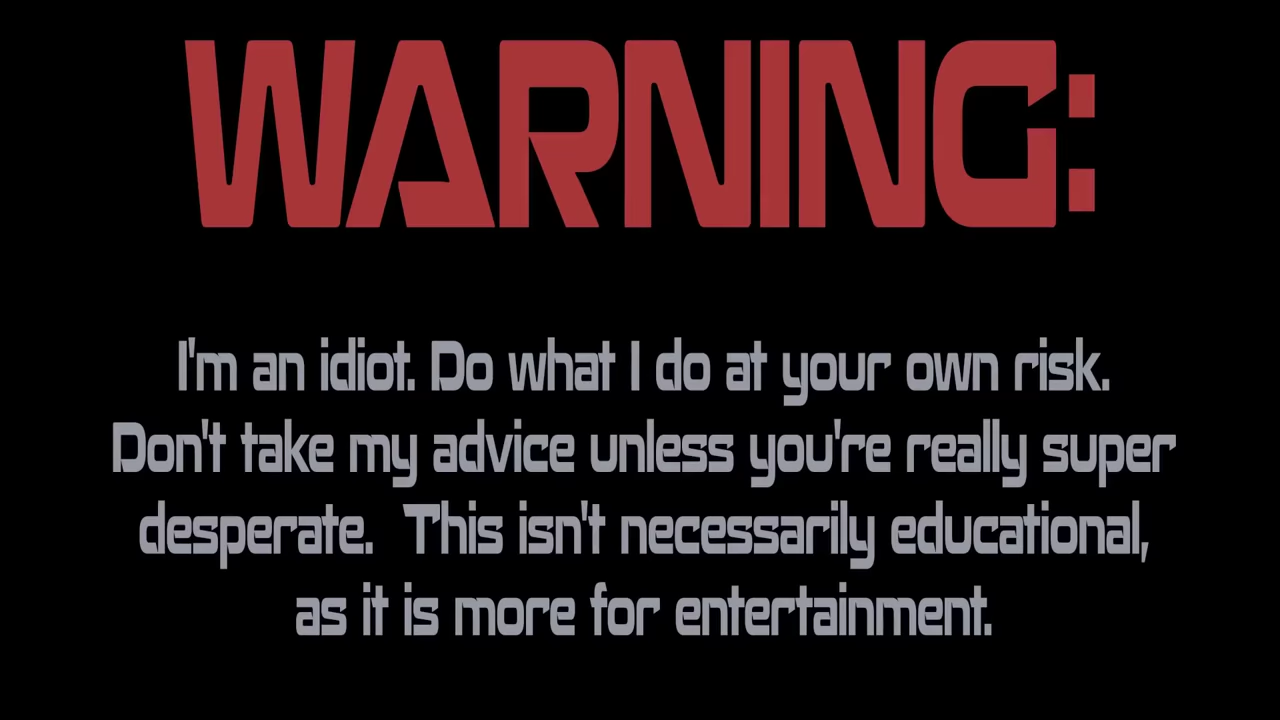 WARNING:
I'm an idiot. Do what I do at your own risk.
Don't take my advice unless you're really super
desperate.  This isn't necessarily educational,
as it is more for entertainment.